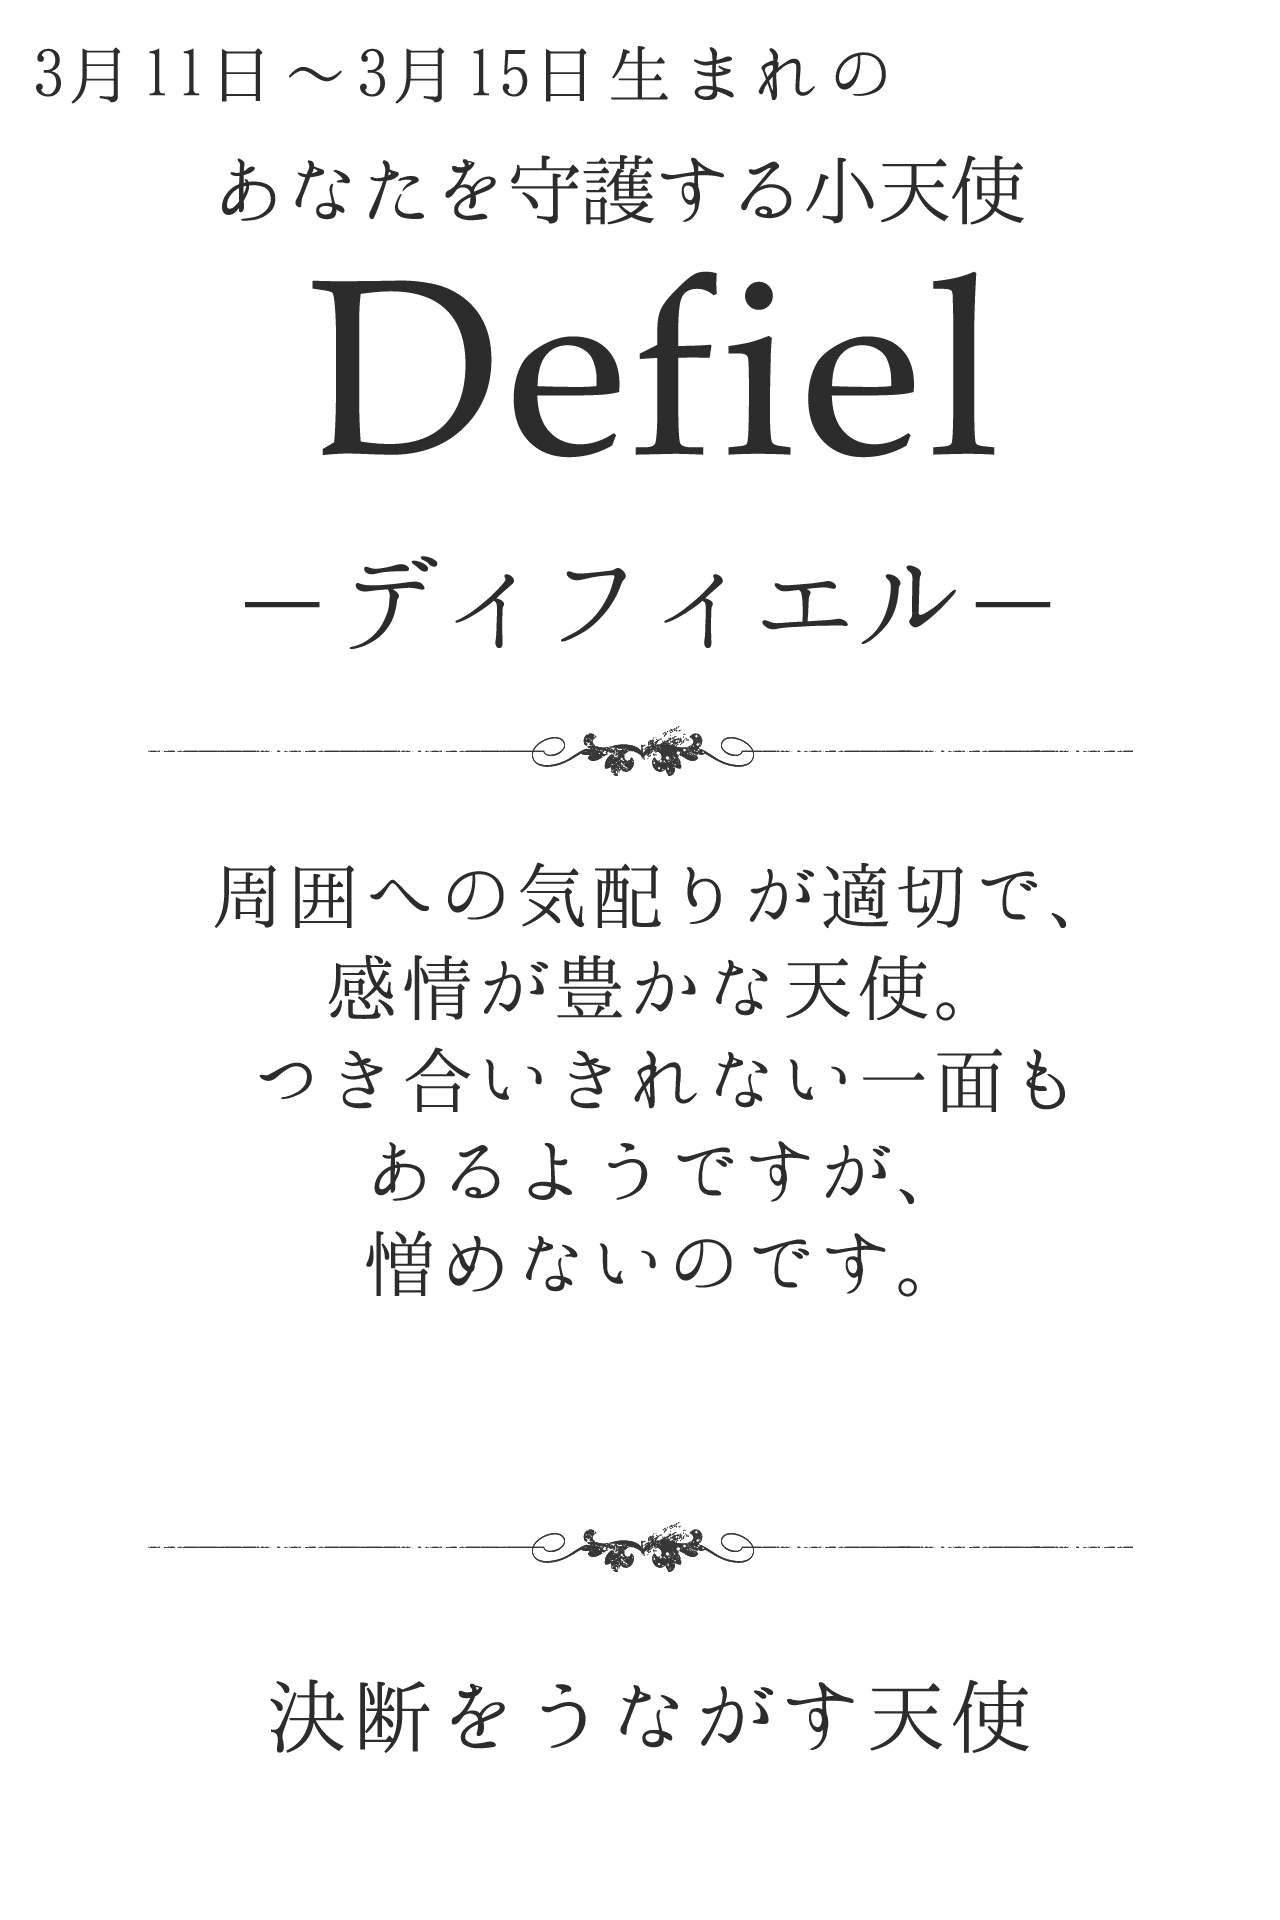 3月11日～3月15日生まれの
あなたを守護する小天使
Defiel
―ディフィエル―
周囲への気配りが適切で、
感情が豊かな天使。
つき合いきれない一面も
あるようですが、
憎めないのです。
決断をうながす天使